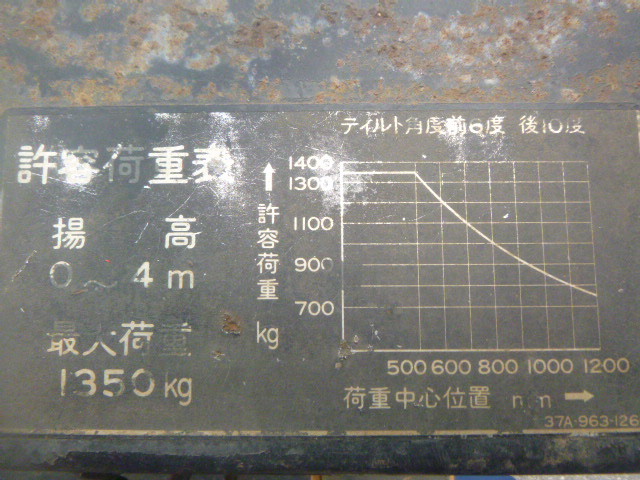 テイルト角度前6度 後10度
許容荷重表
揚 高
0～4m
最大荷重
1350kg
↑許容荷重 kg
1400
1300
1100
900
700
500 600 800 1000 1200
荷重中心位置 mm →
37A-963-126